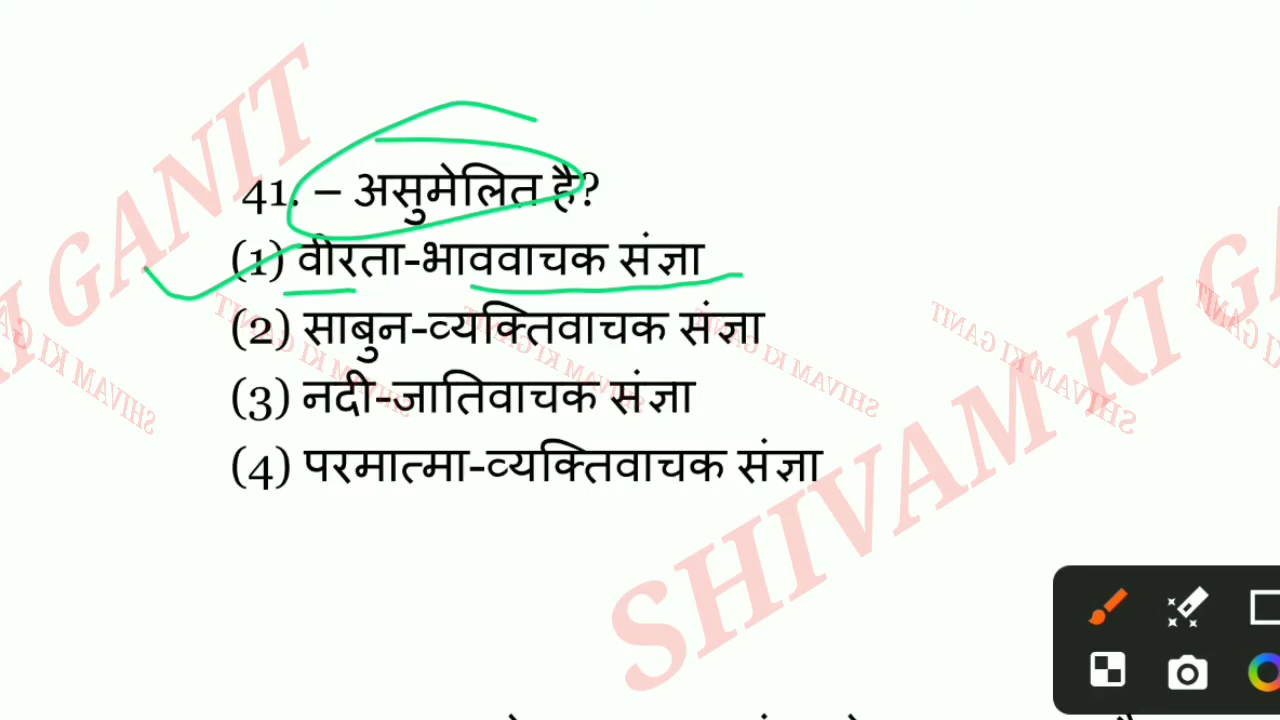 41. – असुमेलित है?
(1) वीरता-भाववाचक संज्ञा
(2) साबुन-व्यक्तिवाचक संज्ञा
(3) नदी-जातिवाचक संज्ञा
(4) परमात्मा-व्यक्तिवाचक संज्ञा
SHIVAM KI GANIT